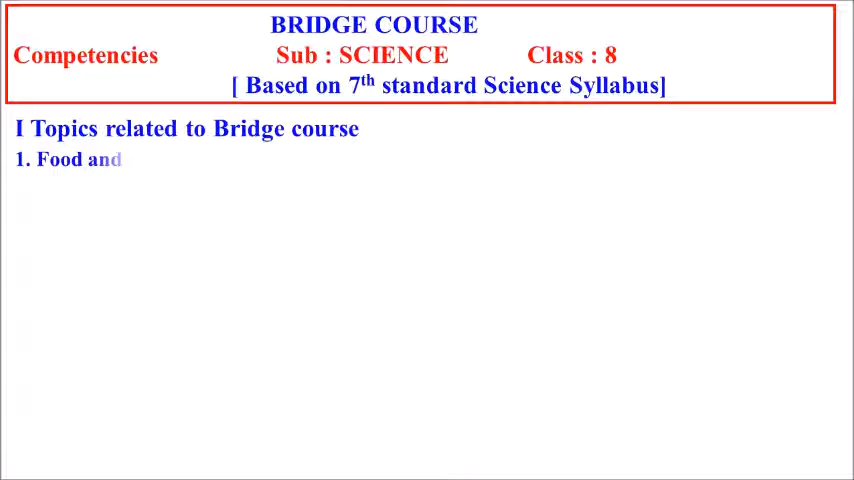 BRIDGE COURSE
Competencies Sub : SCIENCE Class : 8
[ Based on 7th standard Science Syllabus]
I Topics related to Bridge course
1. Food and